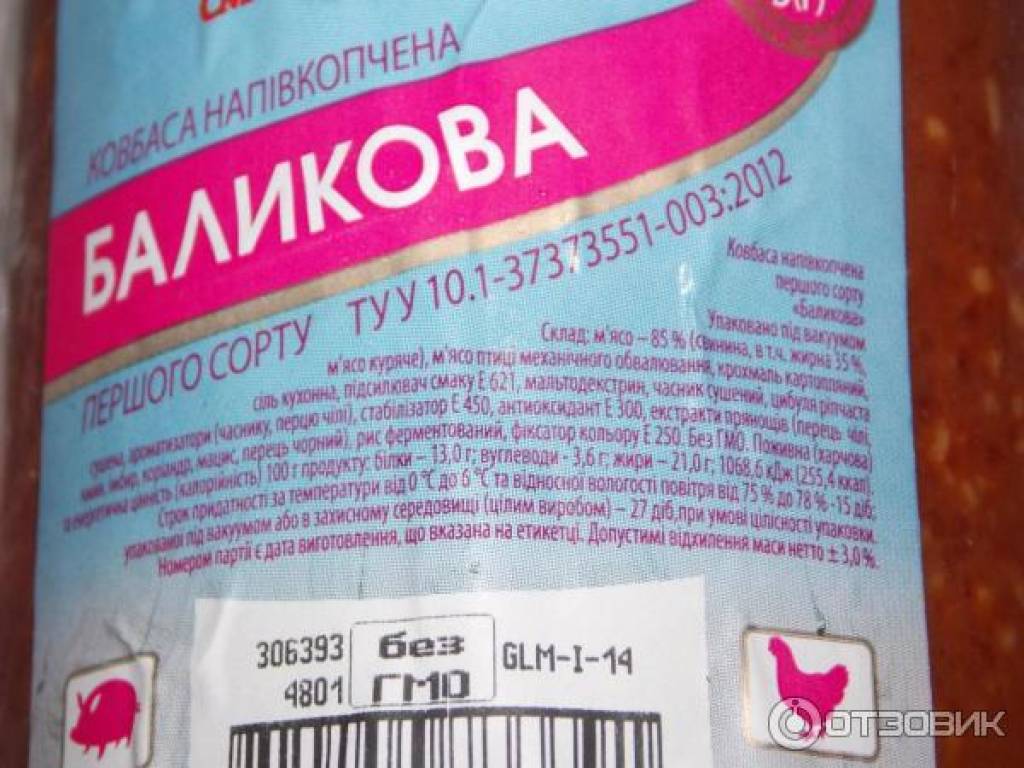 КОВБАСА НАПІВКОПЧЕНА
БАЛИКОВА
ПЕРШОГО СОРТУ ТУ У 10.1-37373551-003:2012
Ковбаса напівкопчена
першого сорту
«Баликова»
Упаковано під вакуумом
Склад: м'ясо – 85 % (свинина, в т.ч. жирна 35 %,
м'ясо куряче), м'ясо птиці механічного обвалювання, крохмаль картопляний,
сіль кухонна, підсилювач смаку Е 621, мальтодекстрин, часник сушений, цибуля ріпчаста
сушена, ароматизатори (часнику, перцю чілі), стабілізатор Е 450, антиоксидант Е 300, екстракти прянощів (перець чілі,
імбир, коріандр, мацис, перець чорний), рис ферментований, фіксатор кольору Е 250. Без ГМО. Поживна (харчова)
та енергетична цінність (калорійність) 100 г продукту: білки – 13,0 г; вуглеводи - 3,6 г; жири – 21,0 г; 1068,6 кДж (255,4 ккал).
Строк придатності за температури від 0 °С до 6 °С та відносної вологості повітря від 75 % до 78 % -15 діб;
упакованої під вакуумом або в захисному середовищі (цілим виробом) – 27 діб,при умові цілісності упаковки.
Номером партії є дата виготовлення, що вказана на етикетці. Допустимі відхилення маси нетто ± 3,0 %.
306393 без GLM-I-14
4801 ГМО
ОТЗОВИК